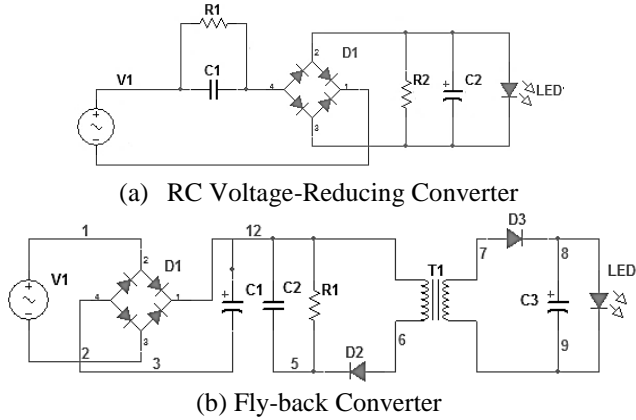 R1
V1
C1
D1
2
4
1
3
R2
C2
LED
(a) RC Voltage-Reducing Converter
1
12
D1
2
4
1
3
V1
C1
C2
R1
T1
7
D3
8
LED
C3
2
3
5
D2
6
9
(b) Fly-back Converter